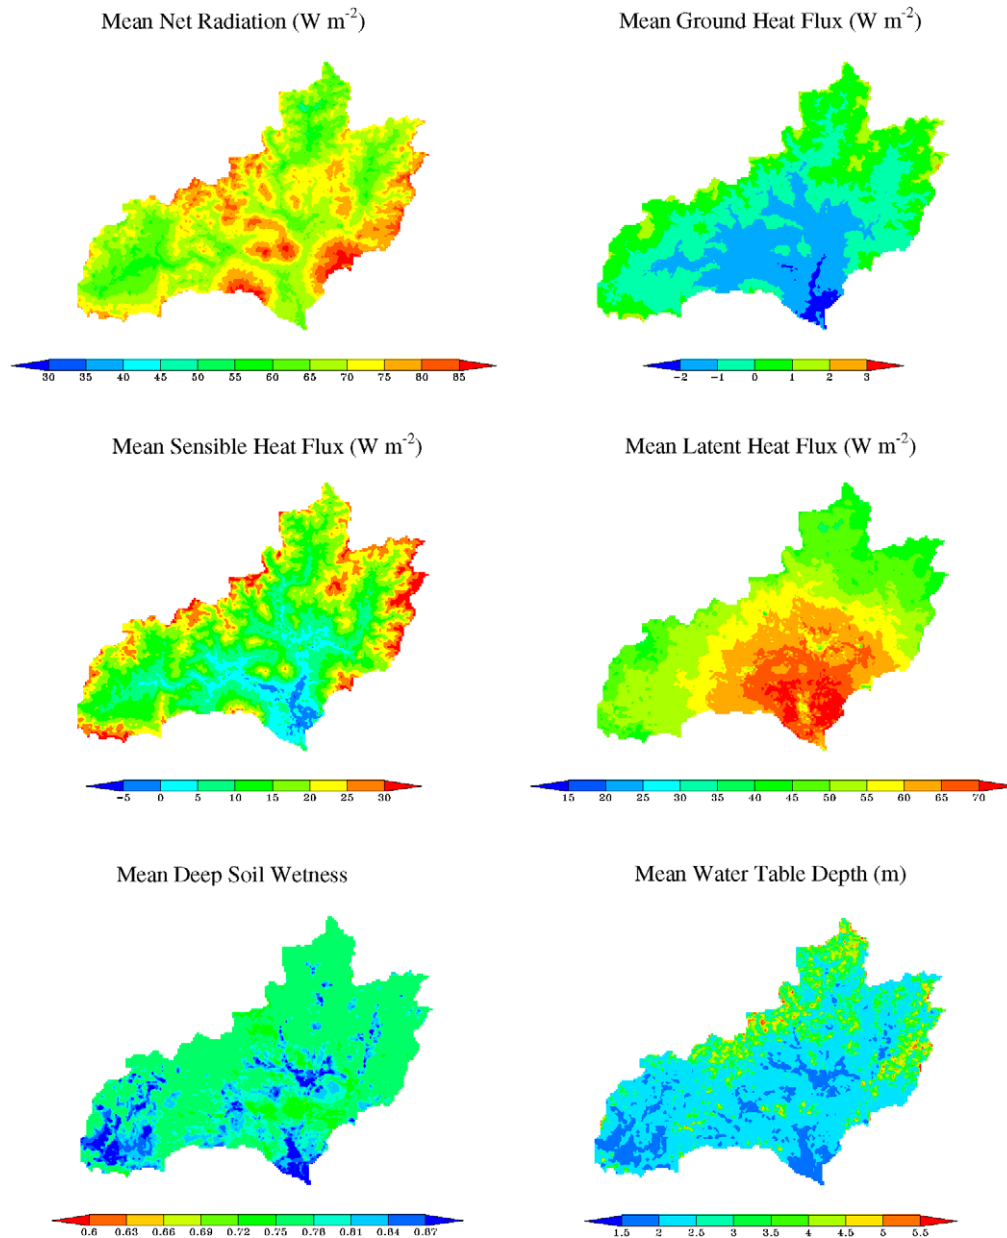 Mean Net Radiation (W m⁻²)
Mean Ground Heat Flux (W m⁻²)
30 35 40 45 50 55 60 65 70 75 80 85
-2 -1 0 1 2 3
Mean Sensible Heat Flux (W m⁻²)
Mean Latent Heat Flux (W m⁻²)
-5 0 5 10 15 20 25 30
15 20 25 30 35 40 45 50 55 60 65 70
Mean Deep Soil Wetness
Mean Water Table Depth (m)
0.6 0.63 0.66 0.69 0.72 0.75 0.78 0.81 0.84 0.87
1.5 2 2.5 3 3.5 4 4.5 5 5.5